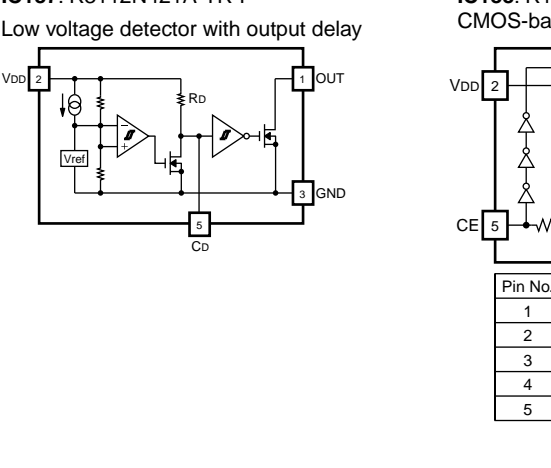 Low voltage detector with output delay
VDD 2
1 OUT
RD
Vref
3 GND
5
CD
CMOS-ba
VDD 2
CE 5
Pin No.
1
2
3
4
5